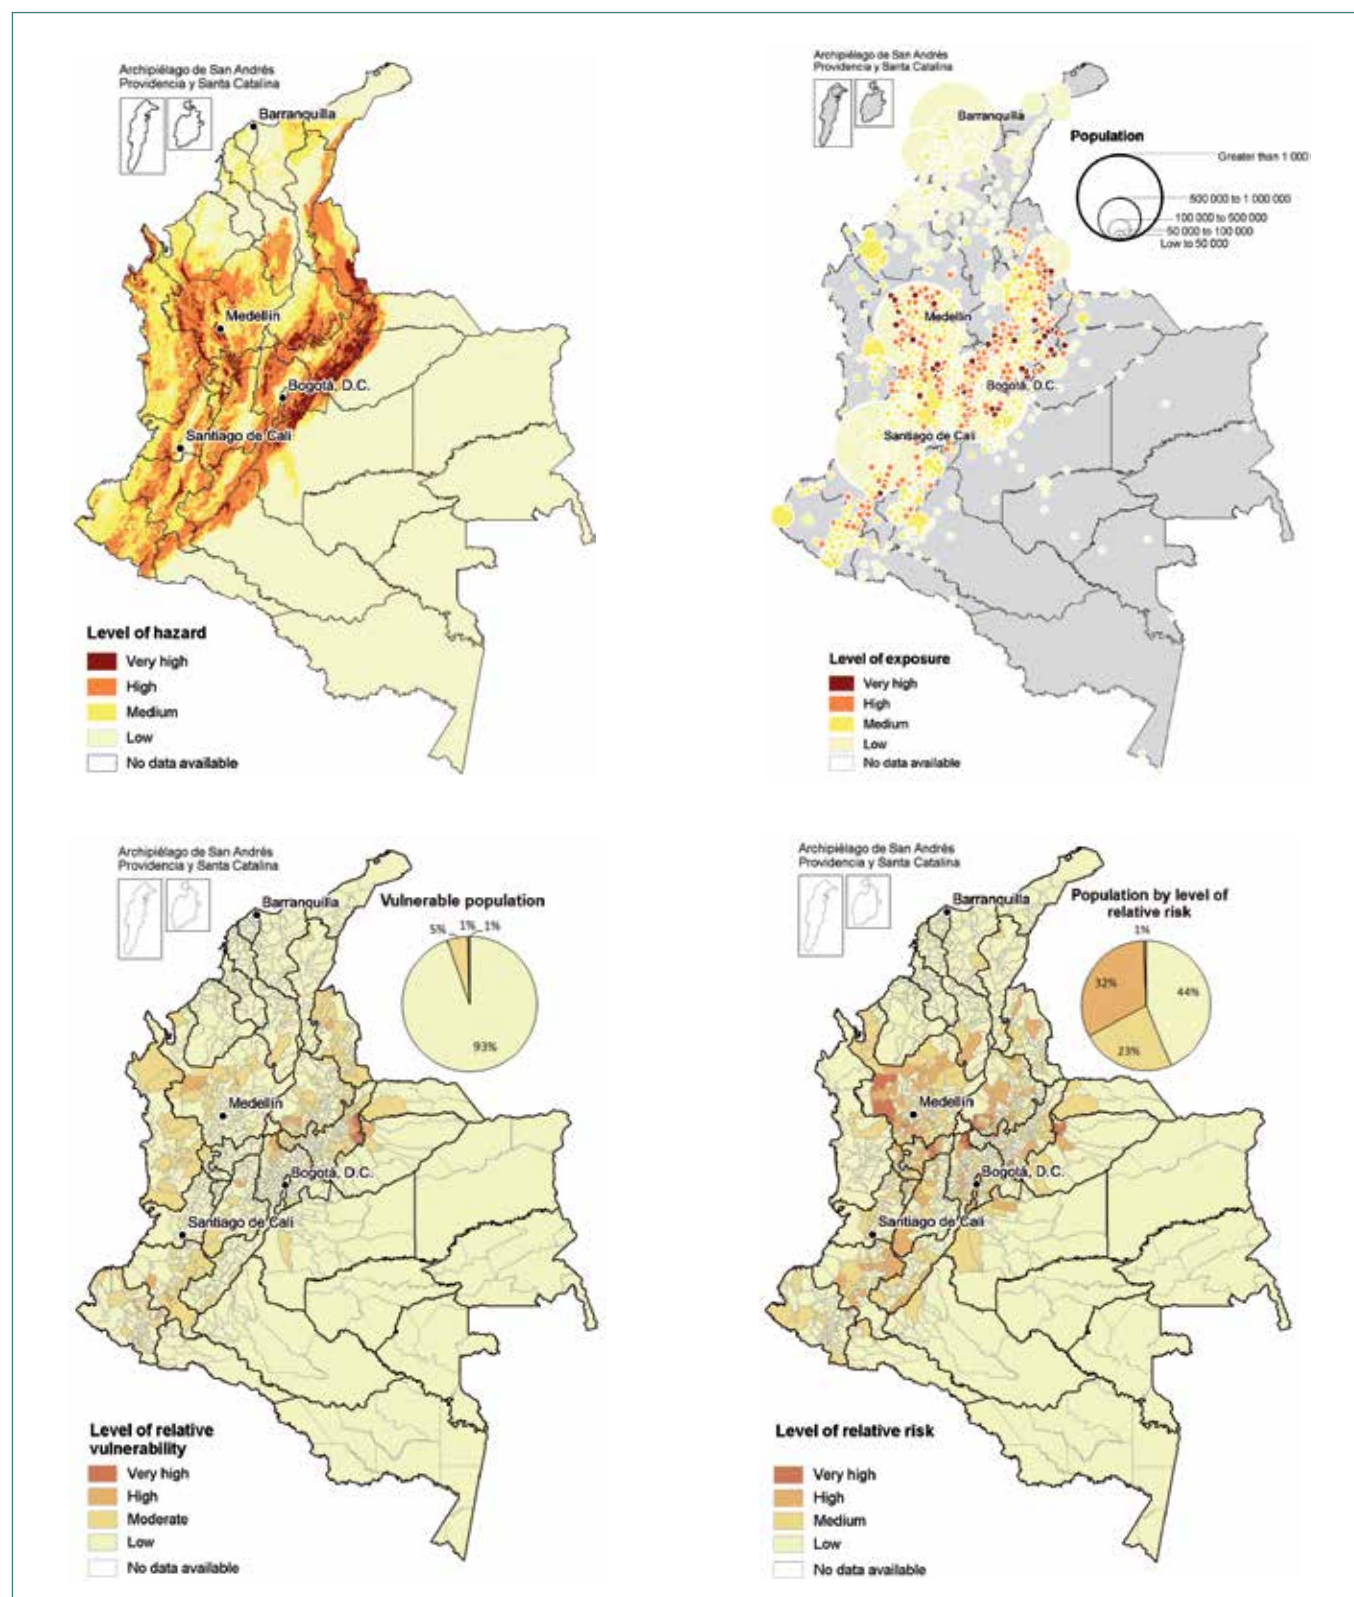 Archipiélago de San Andrés
Providencia y Santa Catalina
Barranquilla
Medellín
Bogotá, D.C.
Santiago de Cali
Level of hazard
Very high
High
Medium
Low
No data available
Archipiélago de San Andrés
Providencia y Santa Catalina
Barranquilla
Population
Greater than 1 000
500 000 to 1 000 000
100 000 to 500 000
50 000 to 100 000
Low to 50 000
Medellín
Bogotá, D.C.
Santiago de Cali
Level of exposure
Very high
High
Medium
Low
No data available
Archipiélago de San Andrés
Providencia y Santa Catalina
Barranquilla
Vulnerable population
5% 1% 1%
93%
Medellín
Bogotá, D.C.
Santiago de Cali
Level of relative
vulnerability
Very high
High
Moderate
Low
No data available
Archipiélago de San Andrés
Providencia y Santa Catalina
Barranquilla
Population by level of
relative risk
1%
32%
44%
23%
Medellín
Bogotá, D.C.
Santiago de Cali
Level of relative risk
Very high
High
Medium
Low
No data available